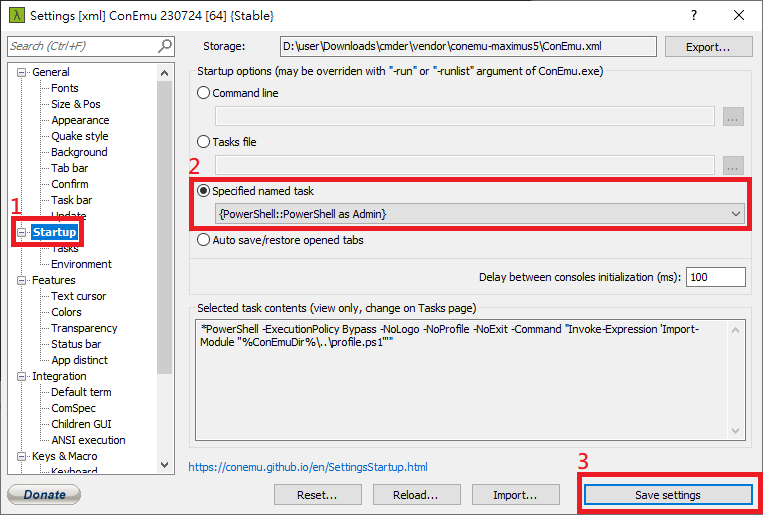 λ Settings [xml] ConEmu 230724 [64] {Stable}
Search (Ctrl+F)
Storage:
D:\user\Downloads\cmder\vendor\conemu-maximus5\ConEmu.xml
Export...
General
Fonts
Size & Pos
Appearance
Quake style
Background
Tab bar
Confirm
Task bar
Update
1
Startup
Tasks
Environment
Features
Text cursor
Colors
Transparency
Status bar
App distinct
Integration
Default term
ComSpec
Children GUI
ANSI execution
Keys & Macro
Keyboard
Startup options (may be overriden with "-run" or "-runlist" argument of ConEmu.exe)
Command line
...
Tasks file
...
2
Specified named task
{PowerShell::PowerShell as Admin}
Auto save/restore opened tabs
Delay between consoles initialization (ms):
100
Selected task contents (view only, change on Tasks page)
*PowerShell -ExecutionPolicy Bypass -NoLogo -NoProfile -NoExit -Command "Invoke-Expression 'Import-
Module ''%ConEmuDir%\..\profile.ps1'''"
https://conemu.github.io/en/SettingsStartup.html
3
Donate
Reset...
Reload...
Import...
Save settings